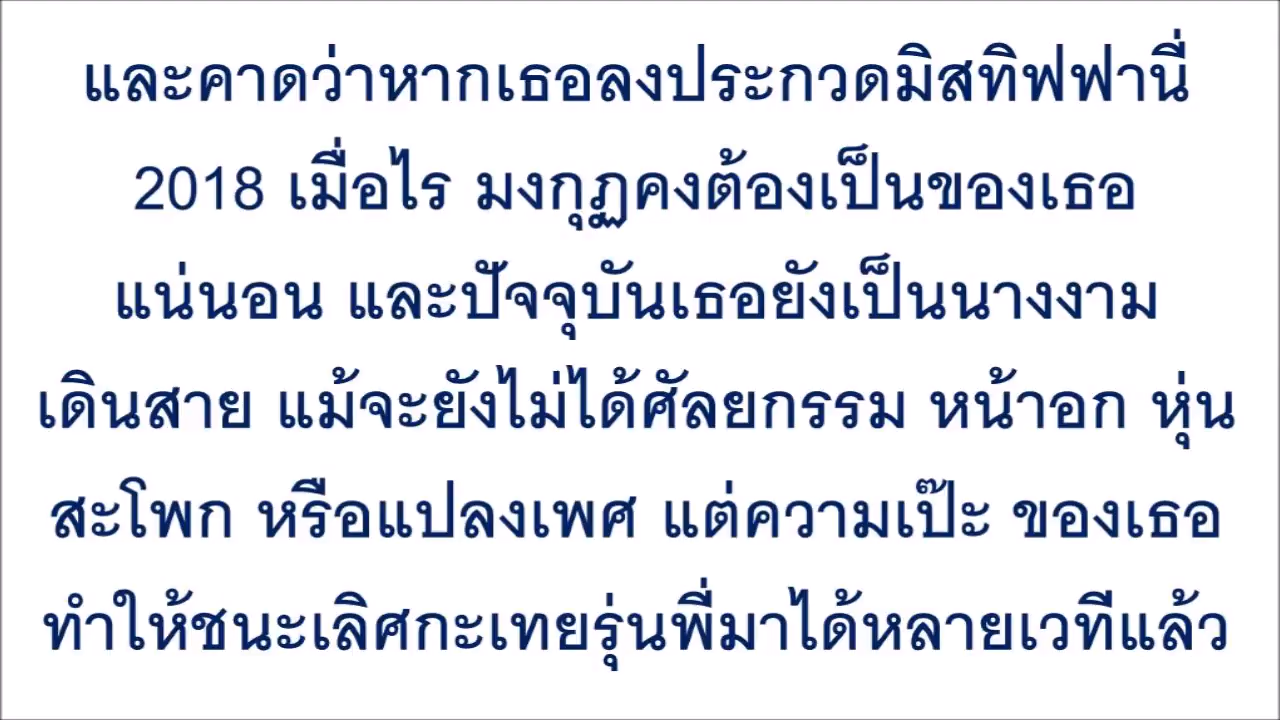 และคาดว่าหากเธอลงประกวดมิสทิฟฟานี่
2018 เมื่อไร มงกุฏคงต้องเป็นของเธอ
แน่นอน และปัจจุบันเธอยังเป็นนางงาม
เดินสาย แม้จะยังไม่ได้ศัลยกรรม หน้าอก หุ่น
สะโพก หรือแปลงเพศ แต่ความเป๊ะ ของเธอ
ทำให้ชนะเลิศกะเทยรุ่นพี่มาได้หลายเวทีแล้ว